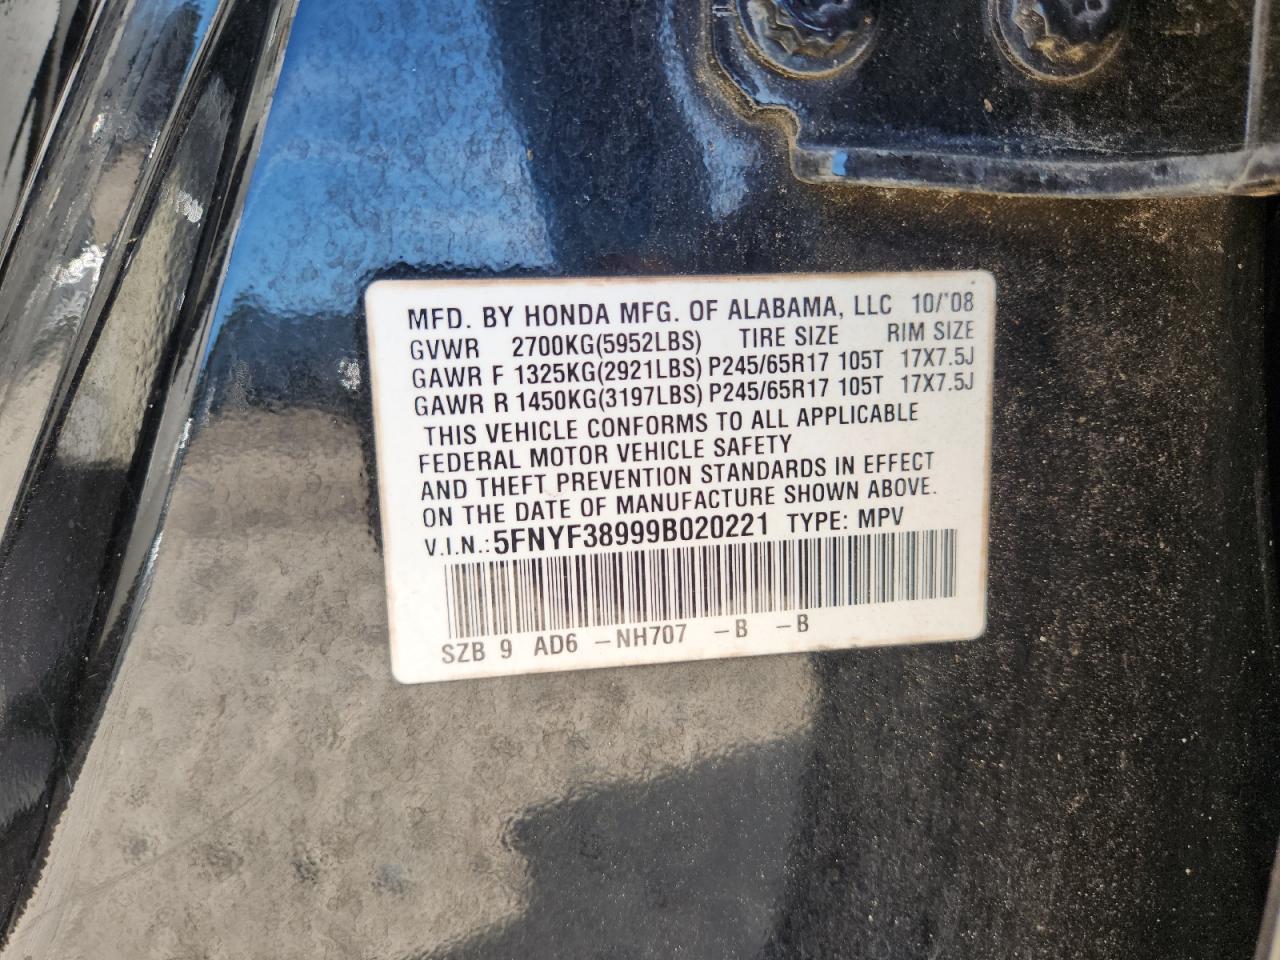 MFD. BY HONDA MFG. OF ALABAMA, LLC 10/'08
GVWR 2700KG(5952LBS) TIRE SIZE RIM SIZE
GAWR F 1325KG(2921LBS) P245/65R17 105T 17X7.5J
GAWR R 1450KG(3197LBS) P245/65R17 105T 17X7.5J
THIS VEHICLE CONFORMS TO ALL APPLICABLE
FEDERAL MOTOR VEHICLE SAFETY
AND THEFT PREVENTION STANDARDS IN EFFECT
ON THE DATE OF MANUFACTURE SHOWN ABOVE.
V.I.N.: 5FNYF38999B020221 TYPE: MPV
SZB 9 AD6 -NH707 -B -B